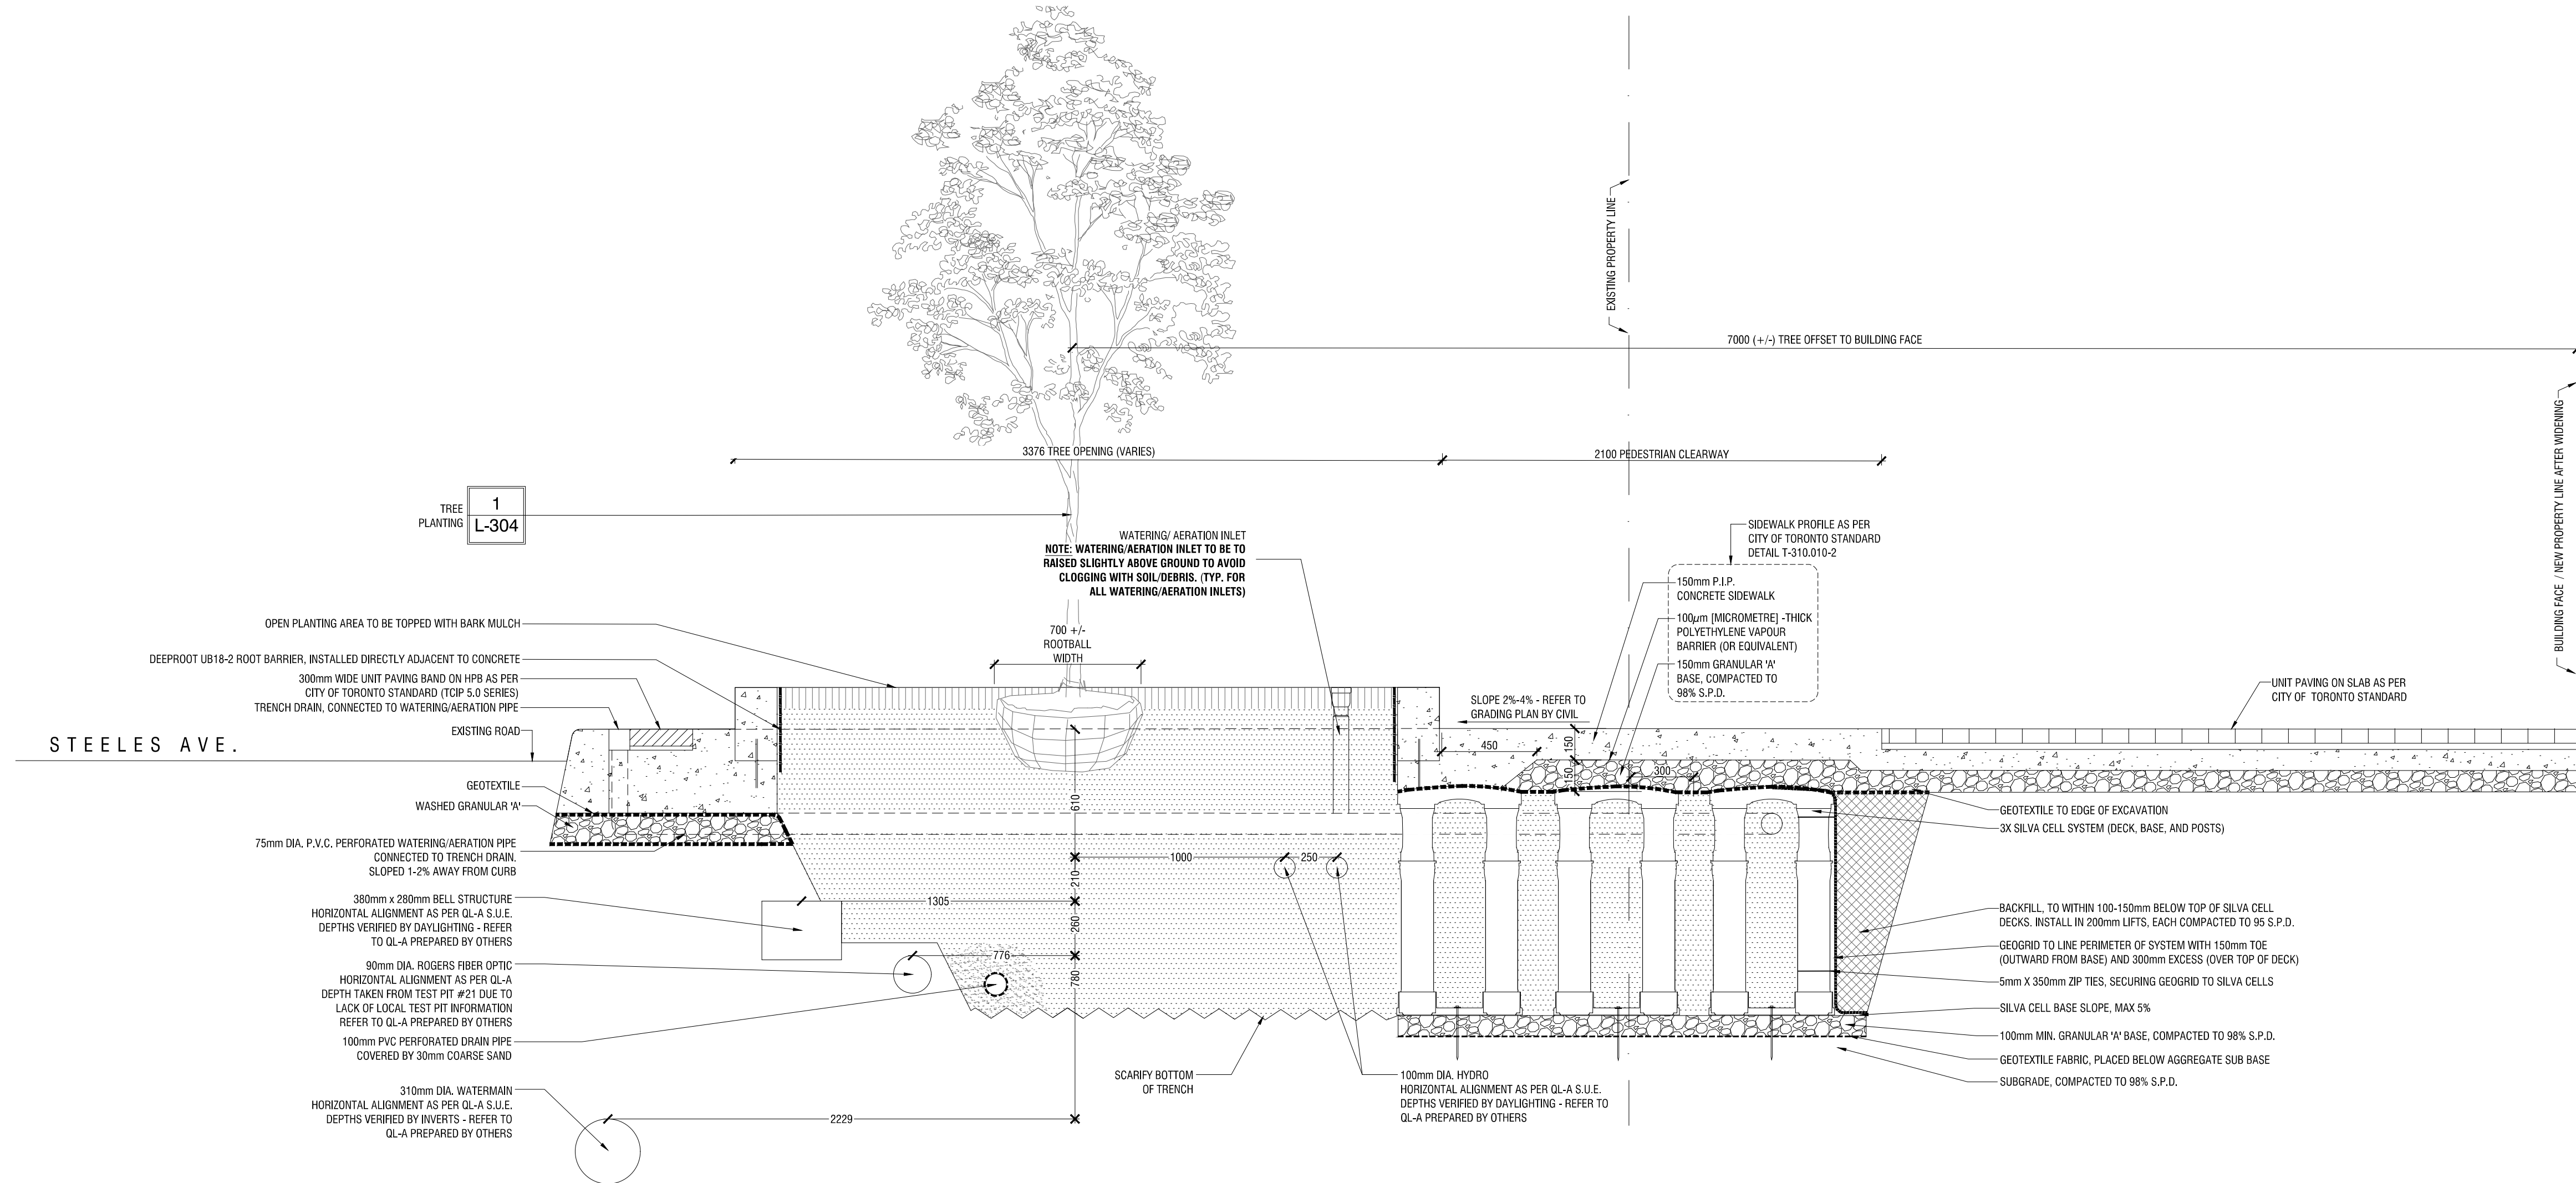 EXISTING PROPERTY LINE
7000 (+/-) TREE OFFSET TO BUILDING FACE
BUILDING FACE / NEW PROPERTY LINE AFTER WIDENING
3376 TREE OPENING (VARIES)
2100 PEDESTRIAN CLEARWAY
TREE
PLANTING
1
L-304
WATERING/ AERATION INLET
NOTE: WATERING/AERATION INLET TO BE TO
RAISED SLIGHTLY ABOVE GROUND TO AVOID
CLOGGING WITH SOIL/DEBRIS. (TYP. FOR
ALL WATERING/AERATION INLETS)
SIDEWALK PROFILE AS PER
CITY OF TORONTO STANDARD
DETAIL T-310.010-2
150mm P.I.P.
CONCRETE SIDEWALK
100µm [MICROMETRE] -THICK
POLYETHYLENE VAPOUR
BARRIER (OR EQUIVALENT)
150mm GRANULAR 'A'
BASE, COMPACTED TO
98% S.P.D.
OPEN PLANTING AREA TO BE TOPPED WITH BARK MULCH
700 +/-
ROOTBALL
WIDTH
DEEPROOT UB18-2 ROOT BARRIER, INSTALLED DIRECTLY ADJACENT TO CONCRETE
300mm WIDE UNIT PAVING BAND ON HPB AS PER
CITY OF TORONTO STANDARD (TCIP 5.0 SERIES)
TRENCH DRAIN, CONNECTED TO WATERING/AERATION PIPE
EXISTING ROAD
STEELES AVE.
SLOPE 2%-4% - REFER TO
GRADING PLAN BY CIVIL
UNIT PAVING ON SLAB AS PER
CITY OF TORONTO STANDARD
450
150
150
300
GEOTEXTILE
WASHED GRANULAR 'A'
610
GEOTEXTILE TO EDGE OF EXCAVATION
3X SILVA CELL SYSTEM (DECK, BASE, AND POSTS)
75mm DIA. P.V.C. PERFORATED WATERING/AERATION PIPE
CONNECTED TO TRENCH DRAIN.
SLOPED 1-2% AWAY FROM CURB
1000
250
210
380mm x 280mm BELL STRUCTURE
HORIZONTAL ALIGNMENT AS PER QL-A S.U.E.
DEPTHS VERIFIED BY DAYLIGHTING - REFER
TO QL-A PREPARED BY OTHERS
1305
260
BACKFILL, TO WITHIN 100-150mm BELOW TOP OF SILVA CELL
DECKS. INSTALL IN 200mm LIFTS, EACH COMPACTED TO 95 S.P.D.
GEOGRID TO LINE PERIMETER OF SYSTEM WITH 150mm TOE
(OUTWARD FROM BASE) AND 300mm EXCESS (OVER TOP OF DECK)
90mm DIA. ROGERS FIBER OPTIC
HORIZONTAL ALIGNMENT AS PER QL-A
DEPTH TAKEN FROM TEST PIT #21 DUE TO
LACK OF LOCAL TEST PIT INFORMATION
REFER TO QL-A PREPARED BY OTHERS
776
780
5mm X 350mm ZIP TIES, SECURING GEOGRID TO SILVA CELLS
SILVA CELL BASE SLOPE, MAX 5%
100mm PVC PERFORATED DRAIN PIPE
COVERED BY 30mm COARSE SAND
100mm MIN. GRANULAR 'A' BASE, COMPACTED TO 98% S.P.D.
GEOTEXTILE FABRIC, PLACED BELOW AGGREGATE SUB BASE
SUBGRADE, COMPACTED TO 98% S.P.D.
SCARIFY BOTTOM
OF TRENCH
100mm DIA. HYDRO
HORIZONTAL ALIGNMENT AS PER QL-A S.U.E.
DEPTHS VERIFIED BY DAYLIGHTING - REFER TO
QL-A PREPARED BY OTHERS
310mm DIA. WATERMAIN
HORIZONTAL ALIGNMENT AS PER QL-A S.U.E.
DEPTHS VERIFIED BY INVERTS - REFER TO
QL-A PREPARED BY OTHERS
2229